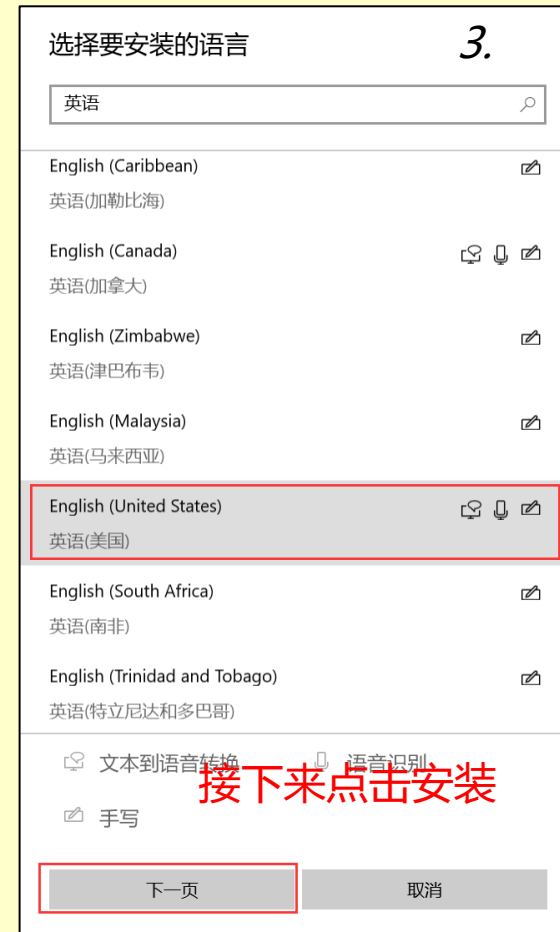 选择要安装的语言
3.
英语
English (Caribbean)
英语(加勒比海)
English (Canada)
英语(加拿大)
English (Zimbabwe)
英语(津巴布韦)
English (Malaysia)
英语(马来西亚)
English (United States)
英语(美国)
English (South Africa)
英语(南非)
English (Trinidad and Tobago)
英语(特立尼达和多巴哥)
文本到语音转换
语音识别
接下来点击安装
手写
下一页
取消